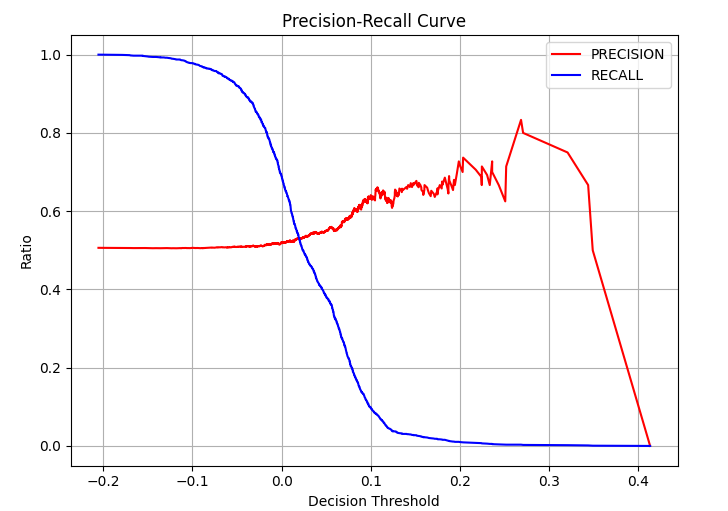 Precision-Recall Curve
PRECISION
RECALL
1.0
0.8
0.6
0.4
0.2
0.0
Ratio
−0.2 −0.1 0.0 0.1 0.2 0.3 0.4
Decision Threshold